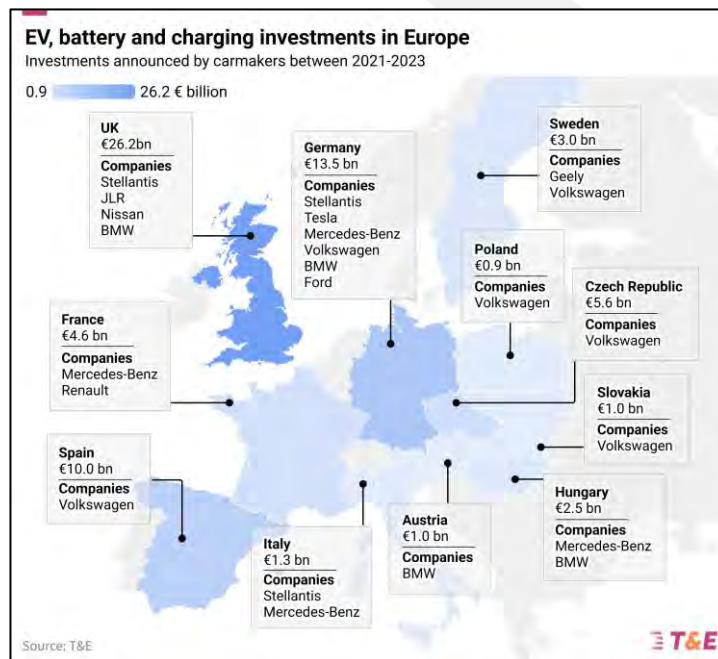 EV, battery and charging investments in Europe
Investments announced by carmakers between 2021-2023
0.9 26.2 € billion
UK
€26.2bn
Companies
Stellantis
JLR
Nissan
BMW
Germany
€13.5 bn
Companies
Stellantis
Tesla
Mercedes-Benz
Volkswagen
BMW
Ford
Sweden
€3.0 bn
Companies
Geely
Volkswagen
Poland
€0.9 bn
Companies
Volkswagen
Czech Republic
€5.6 bn
Companies
Volkswagen
France
€4.6 bn
Companies
Mercedes-Benz
Renault
Slovakia
€1.0 bn
Companies
Volkswagen
Spain
€10.0 bn
Companies
Volkswagen
Italy
€1.3 bn
Companies
Stellantis
Mercedes-Benz
Austria
€1.0 bn
Companies
BMW
Hungary
€2.5 bn
Companies
Mercedes-Benz
BMW
Source: T&E
T&E